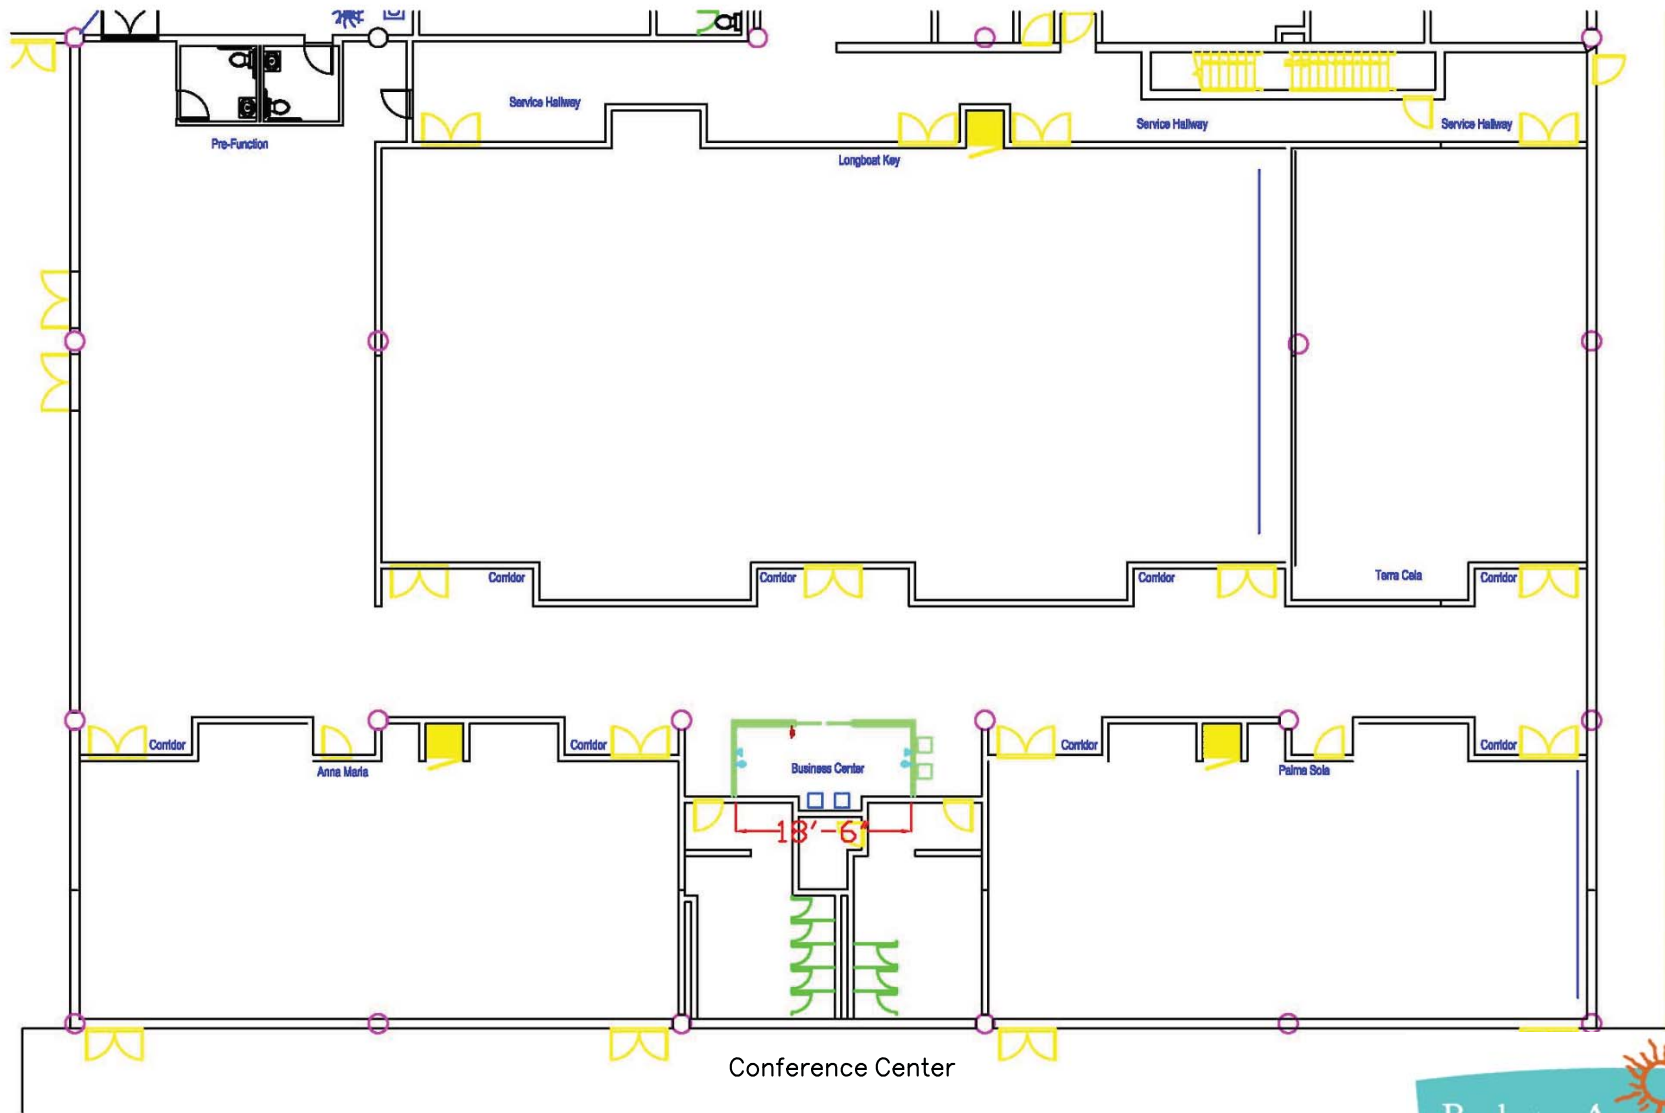 Service Hallway
Service Hallway
Service Hallway
Pre-Function
Longboat Key
Corridor
Corridor
Corridor
Terra Ceia
Corridor
Corridor
Corridor
Corridor
Corridor
Anna Maria
Business Center
Palma Sola
18'-6"
Conference Center